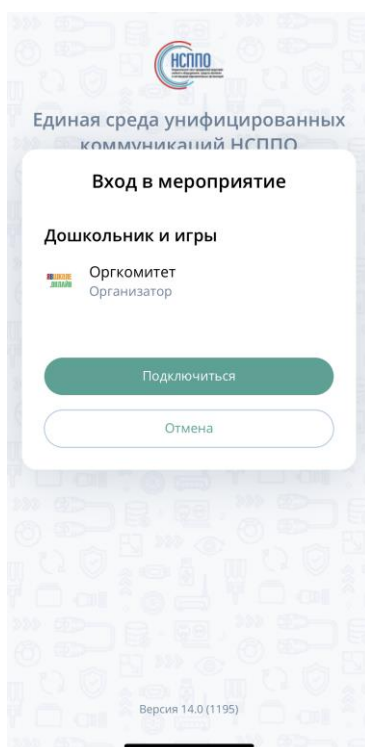 НСППО
Единая среда унифицированных
коммуникаций НСППО
Вход в мероприятие
Дошкольник и игры
Оргкомитет
Организатор
Подключиться
Отмена
Версия 14.0 (1195)